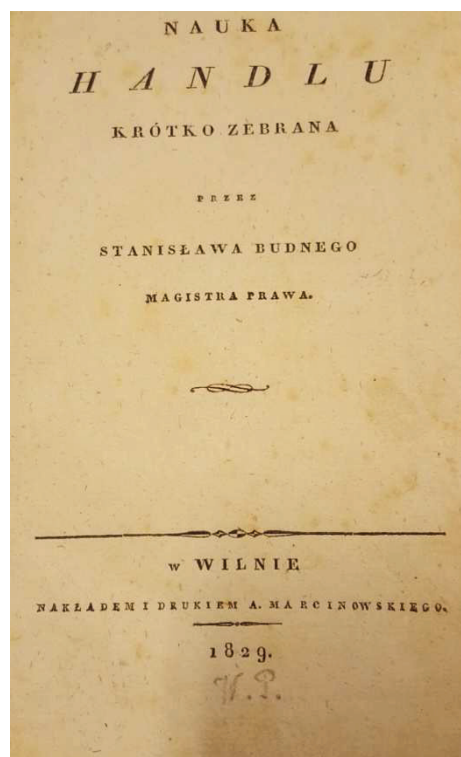 NAUKA
HANDLU
KRÓTKO ZEBRANA
PRZEZ
STANISŁAWA BUDNEGO
MAGISTRA PRAWA.
w WILNIE
NAKŁADEM I DRUKIEM A. MARCINOWSKIEGO.
1829.
W. P.